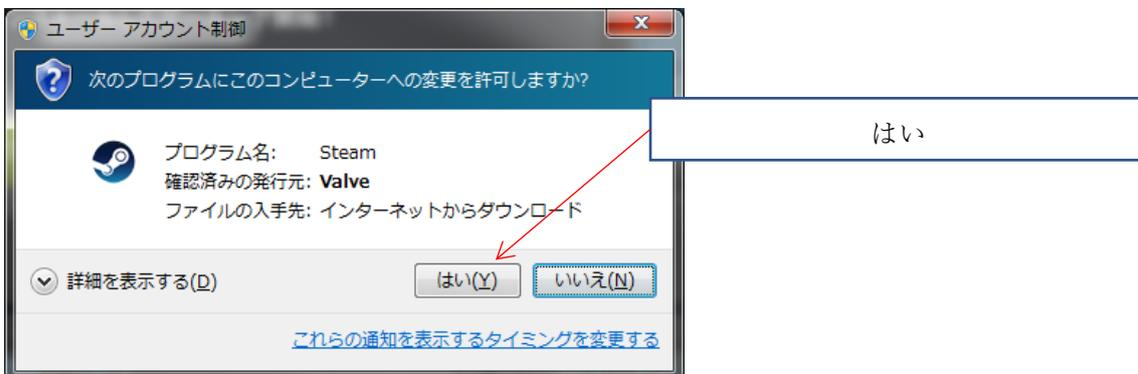 ユーザー アカウント制御
次のプログラムにこのコンピューターへの変更を許可しますか?
はい
プログラム名: Steam
確認済みの発行元: Valve
ファイルの入手先: インターネットからダウンロード
詳細を表示する(D) はい(Y) いいえ(N)
これらの通知を表示するタイミングを変更する